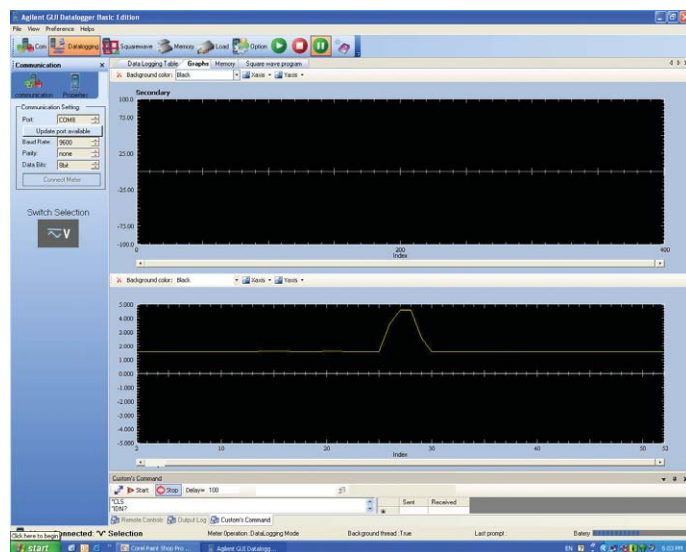 Agilent GUI Datalogger Basic Edition
File View Preference Helps
Com Datalogging Squarewave Memory Load Option
Communication x
Data Logging Table Graphs Memory Square wave program
Background color: Black Xaxis Yaxis
communication Properties
Communication Setting:
Port: COM8
Update port available
Baud Rate: 9600
Parity: none
Data Bits: 8bit
Connect Meter
Switch Selection
V
Secondary
100.0
75.00
25.00
-25.00
-75.00
-100.0
0 200 400
Index
Background color: Black Xaxis Yaxis
5.000
4.000
3.000
2.000
1.000
0.000
-1.000
-2.000
-3.000
-4.000
-5.000
10 20 30 40 50 52
Index
Custom's Command
Start Stop Delay= 100
*CLS
*IDN?
Sent Received
Remote Controls Output Log Custom's Command
Click here to begin
nnected: "V" Selection Meter Operation :DataLogging Mode Background thread :True Last prompt : Battery
start Corel Paint Shop Pro ... Agilent GUI Datalogg... EN 5:03 PM